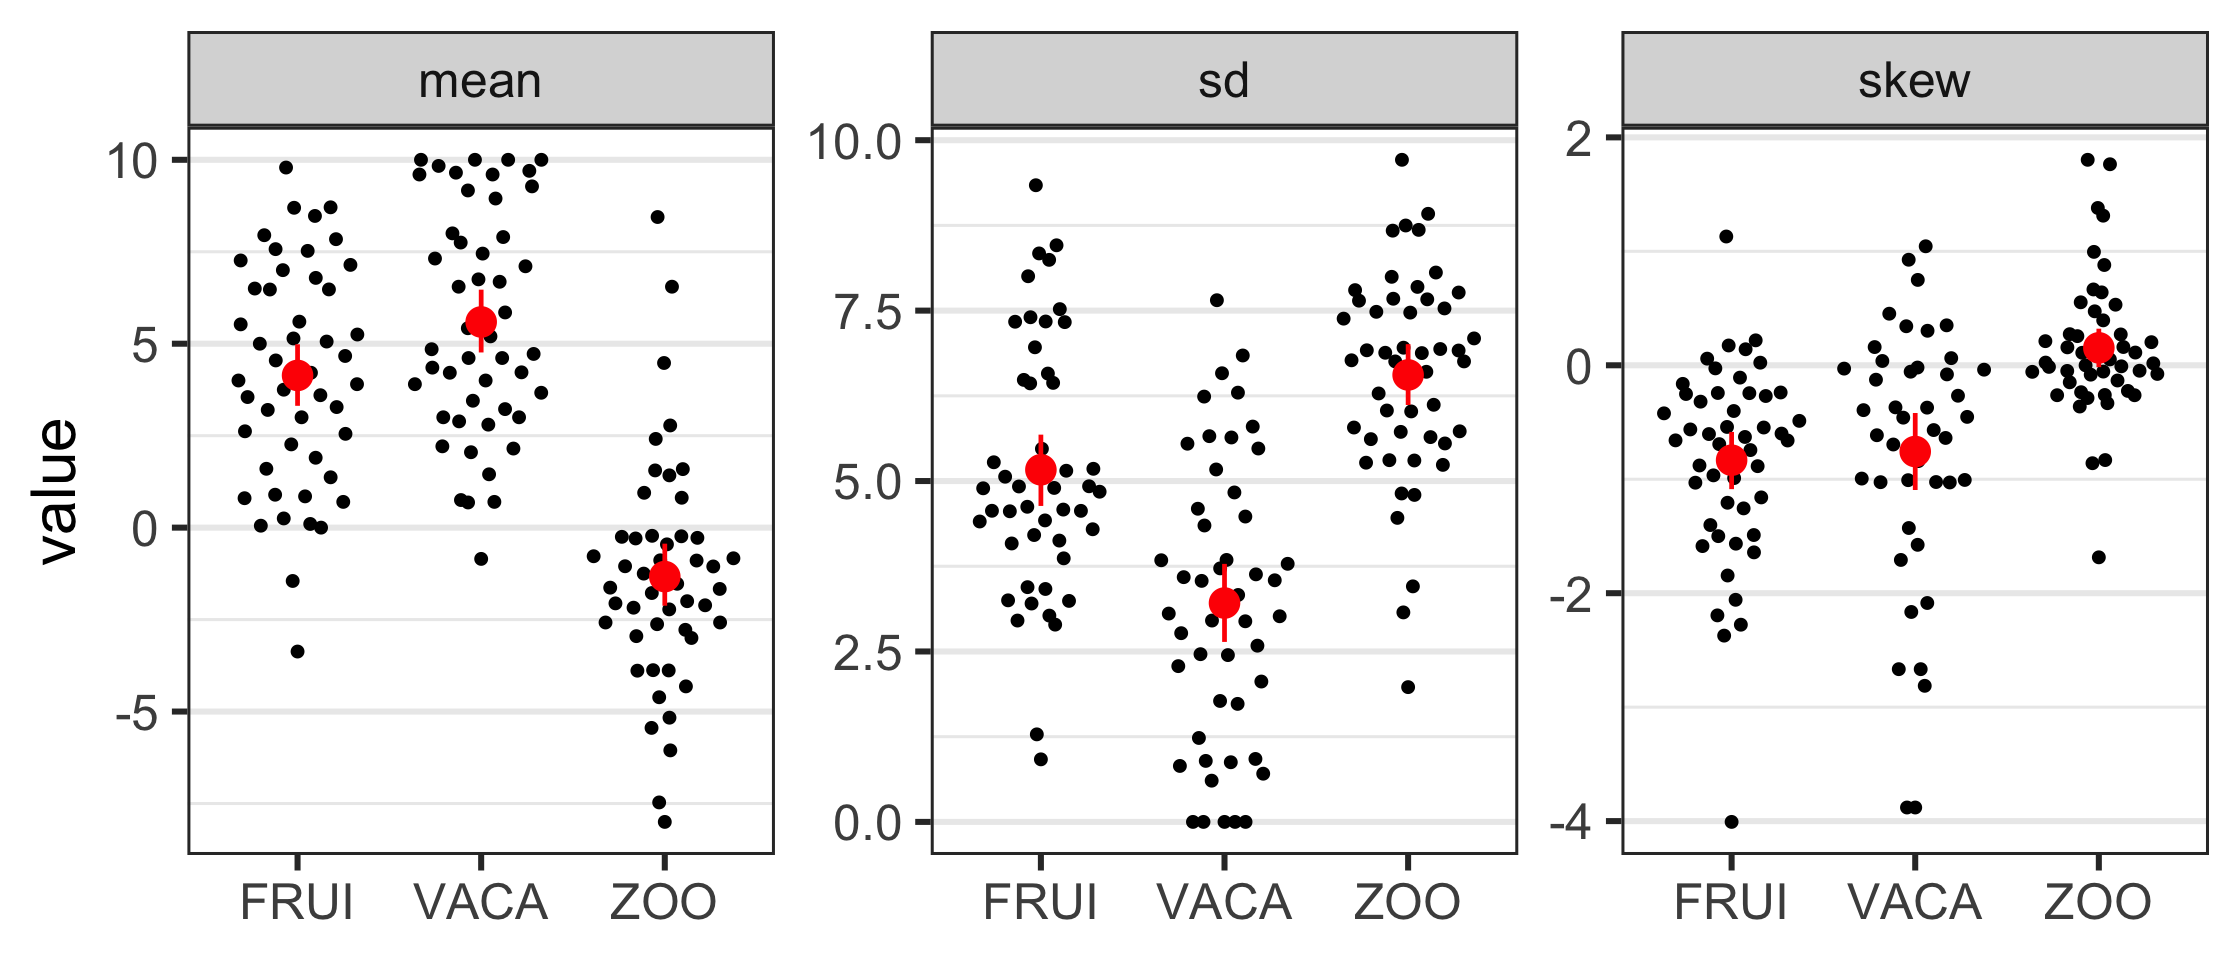 mean
sd
skew
value
10
5
0
-5
10.0
7.5
5.0
2.5
0.0
2
0
-2
-4
FRUI VACA ZOO
FRUI VACA ZOO
FRUI VACA ZOO